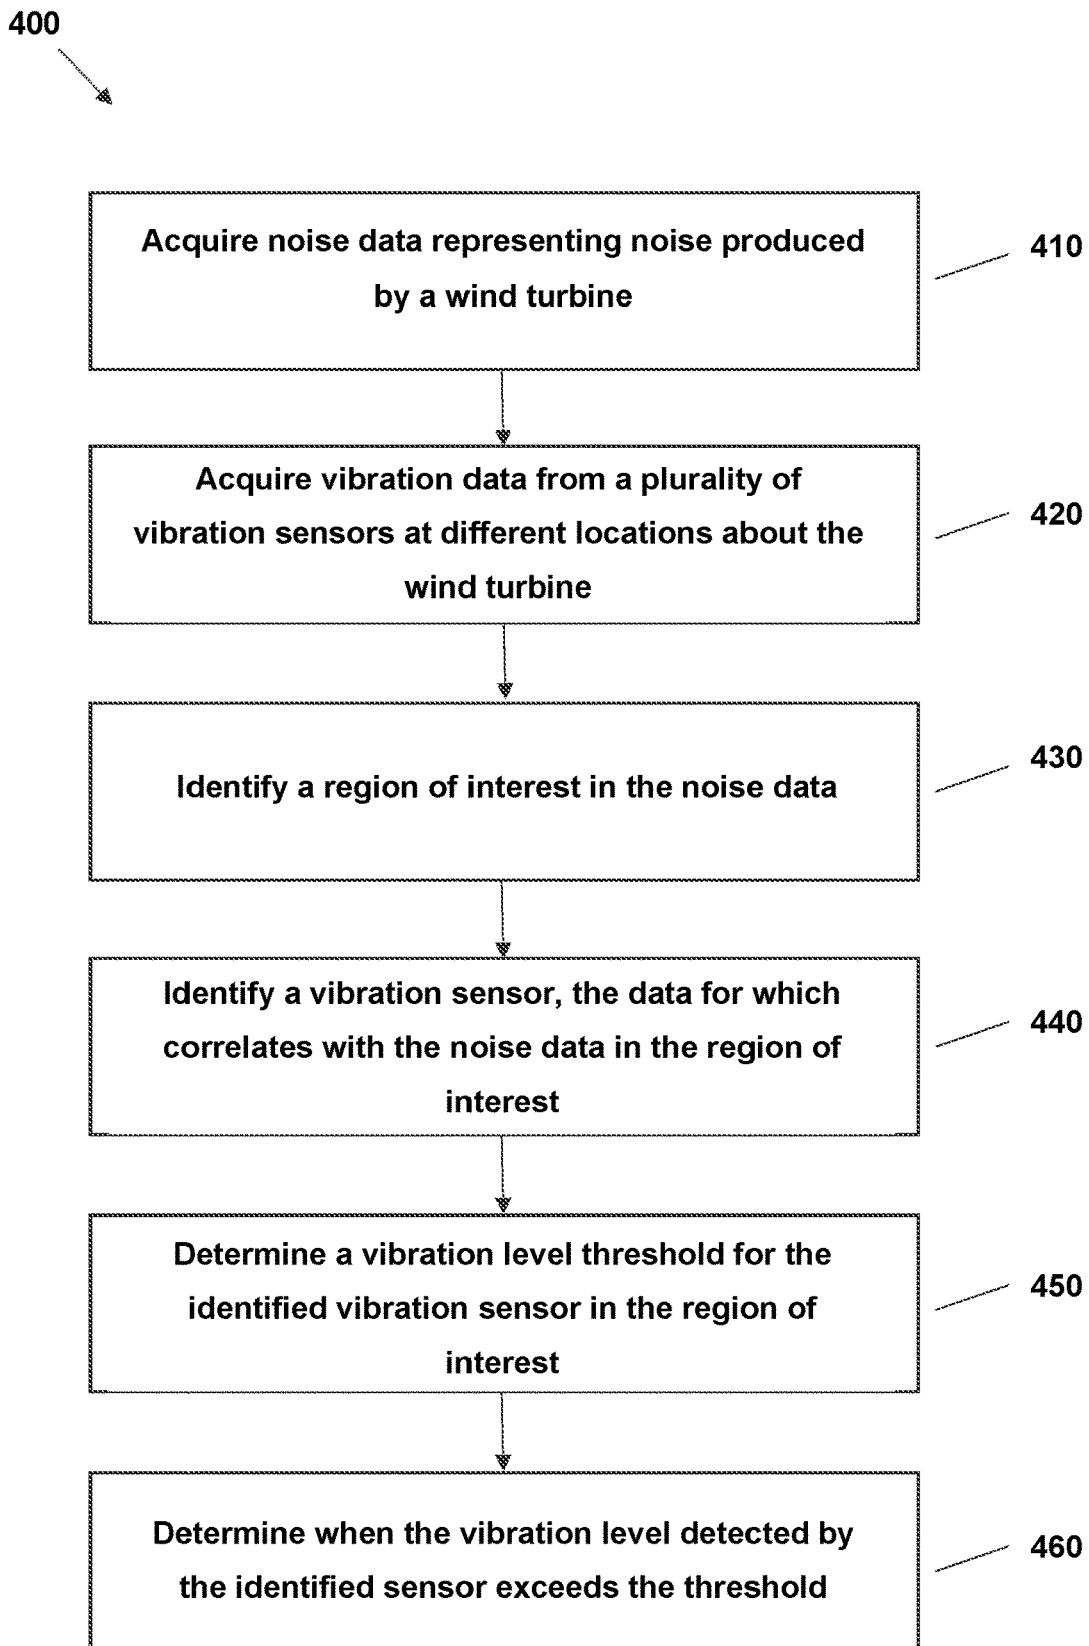 400
Acquire noise data representing noise produced
by a wind turbine
410
Acquire vibration data from a plurality of
vibration sensors at different locations about the
wind turbine
420
Identify a region of interest in the noise data
430
Identify a vibration sensor, the data for which
correlates with the noise data in the region of
interest
440
Determine a vibration level threshold for the
identified vibration sensor in the region of
interest
450
Determine when the vibration level detected by
the identified sensor exceeds the threshold
460